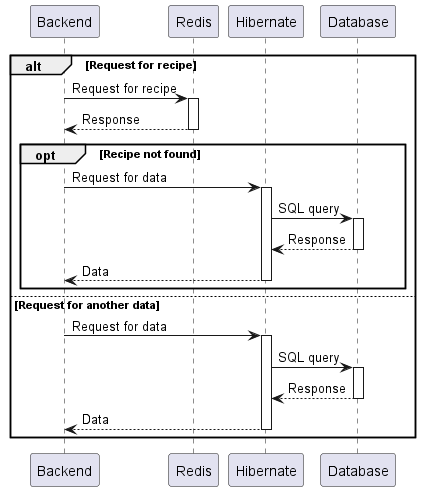 Backend Redis Hibernate Database
alt [Request for recipe]
Request for recipe
Response
opt [Recipe not found]
Request for data
SQL query
Response
Data
[Request for another data]
Request for data
SQL query
Response
Data
Backend Redis Hibernate Database